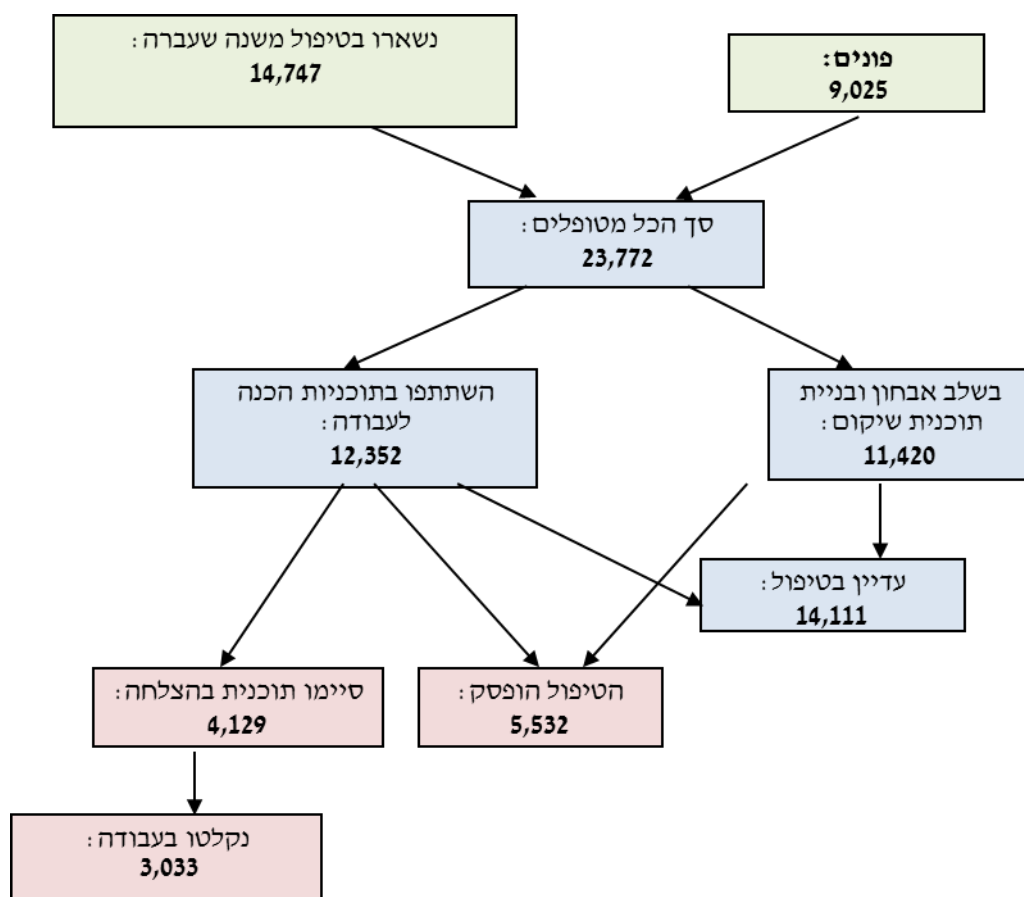 נשארו בטיפול משנה שעברה:
14,747
פונים:
9,025
סך הכל מטופלים:
23,772
בשלב אבחון ובניית
תוכנית שיקום:
11,420
השתתפו בתוכניות הכנה
לעבודה:
12,352
עדיין בטיפול:
14,111
הטיפול הופסק:
5,532
סיימו תוכנית בהצלחה:
4,129
נקלטו בעבודה:
3,033